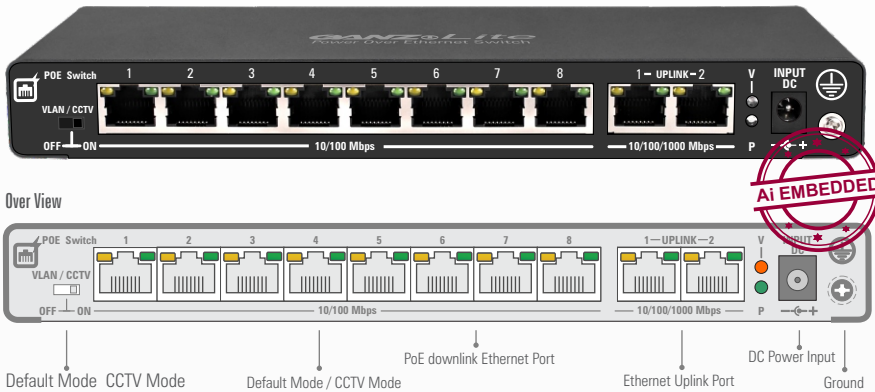 GANZ Lite
Power Over Ethernet Switch
POE Switch 1 2 3 4 5 6 7 8 1 – UPLINK – 2 V INPUT DC
VLAN / CCTV
OFF ON 10/100 Mbps 10/100/1000 Mbps P - +
Ai EMBEDDED
Over View
POE Switch 1 2 3 4 5 6 7 8 1 — UPLINK — 2 V INPUT DC
VLAN / CCTV
OFF ON 10/100 Mbps 10/100/1000 Mbps P - +
PoE downlink Ethernet Port DC Power Input
Default Mode CCTV Mode Default Mode / CCTV Mode Ethernet Uplink Port Ground